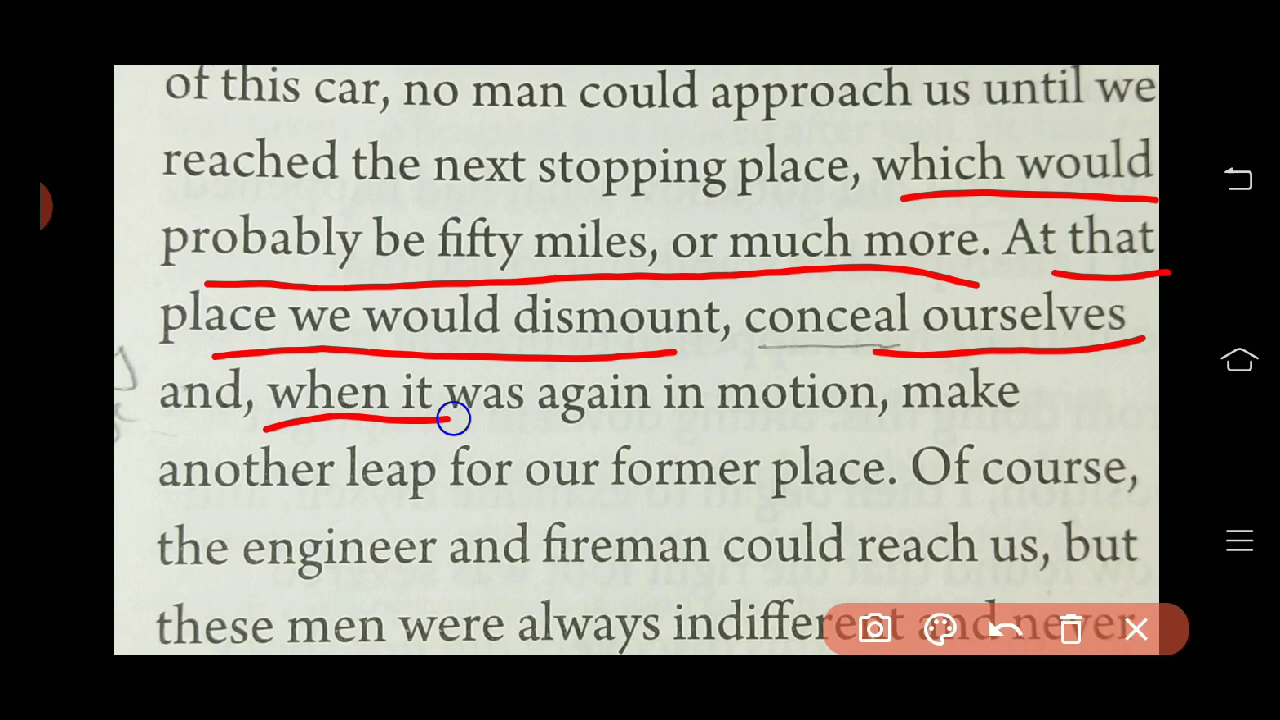 of this car, no man could approach us until we
reached the next stopping place, which would
probably be fifty miles, or much more. At that
place we would dismount, conceal ourselves
and, when it was again in motion, make
another leap for our former place. Of course,
the engineer and fireman could reach us, but
these men were always indifferent and never